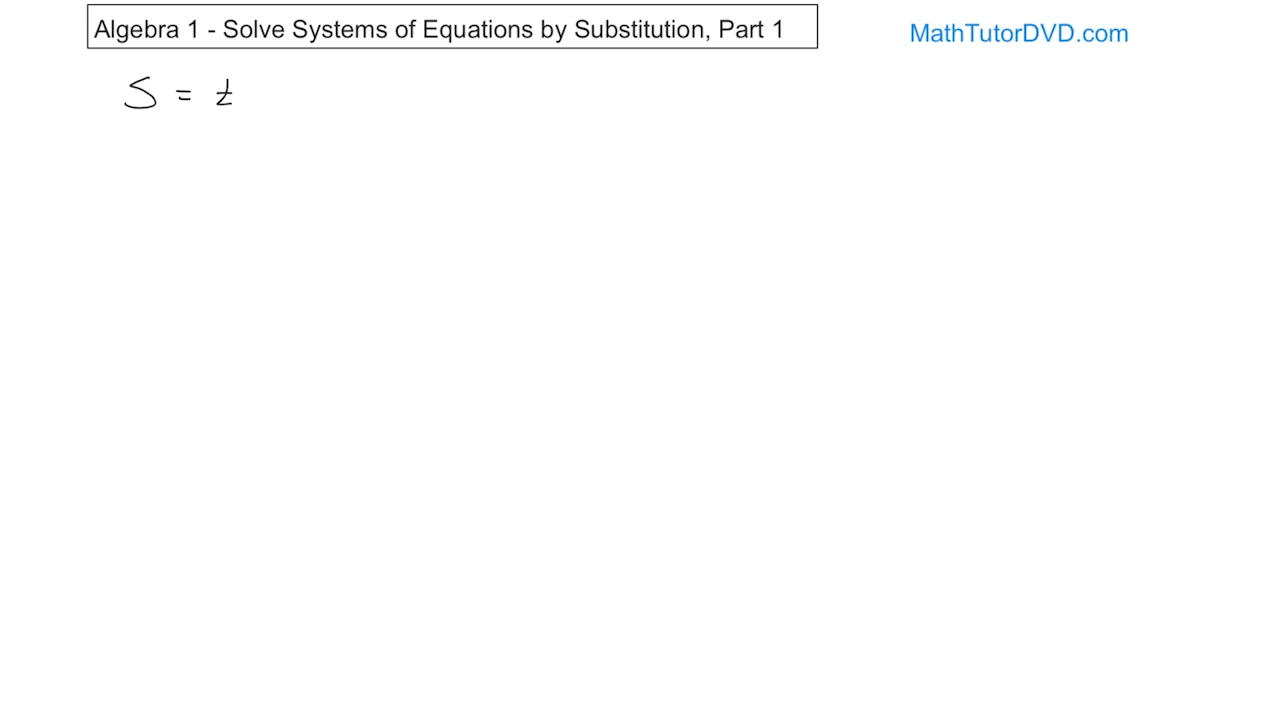 Algebra 1 - Solve Systems of Equations by Substitution, Part 1
MathTutorDVD.com
S = t